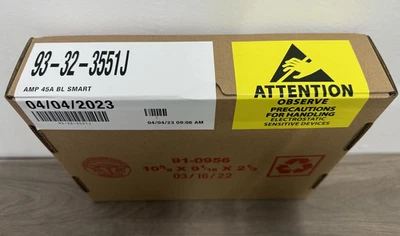 93-32-3551J
AMP 45A BL SMART
04/04/2023
04/04/23 09:06 AM
ATTENTION
OBSERVE
PRECAUTIONS
FOR HANDLING
ELECTROSTATIC
SENSITIVE DEVICES
91-0956
03/16/22